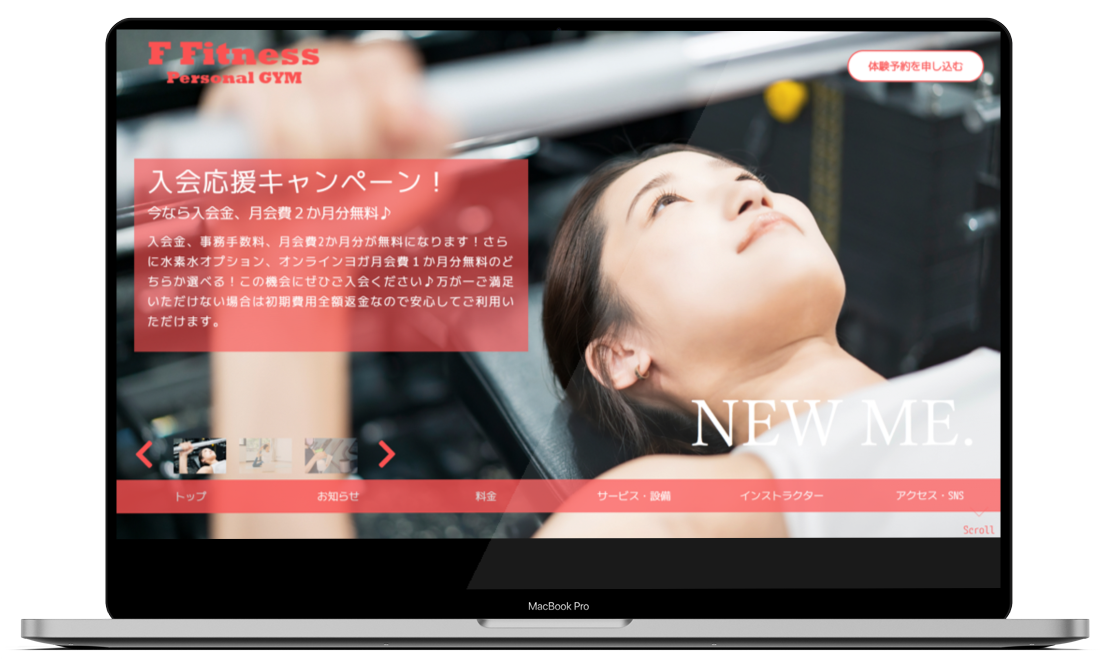 F Fitness
Personal GYM
体験予約を申し込む
入会応援キャンペーン！
今なら入会金、月会費２か月分無料♪
入会金、事務手数料、月会費2か月分が無料になります！さら
に水素水オプション、オンラインヨガ月会費１か月分無料のど
ちらか選べる！この機会にぜひご入会ください♪万が一ご満足
いただけない場合は初期費用全額返金なので安心してご利用い
ただけます。
NEW ME.
トップ
お知らせ
料金
サービス・設備
インストラクター
アクセス・SNS
Scroll
MacBook Pro